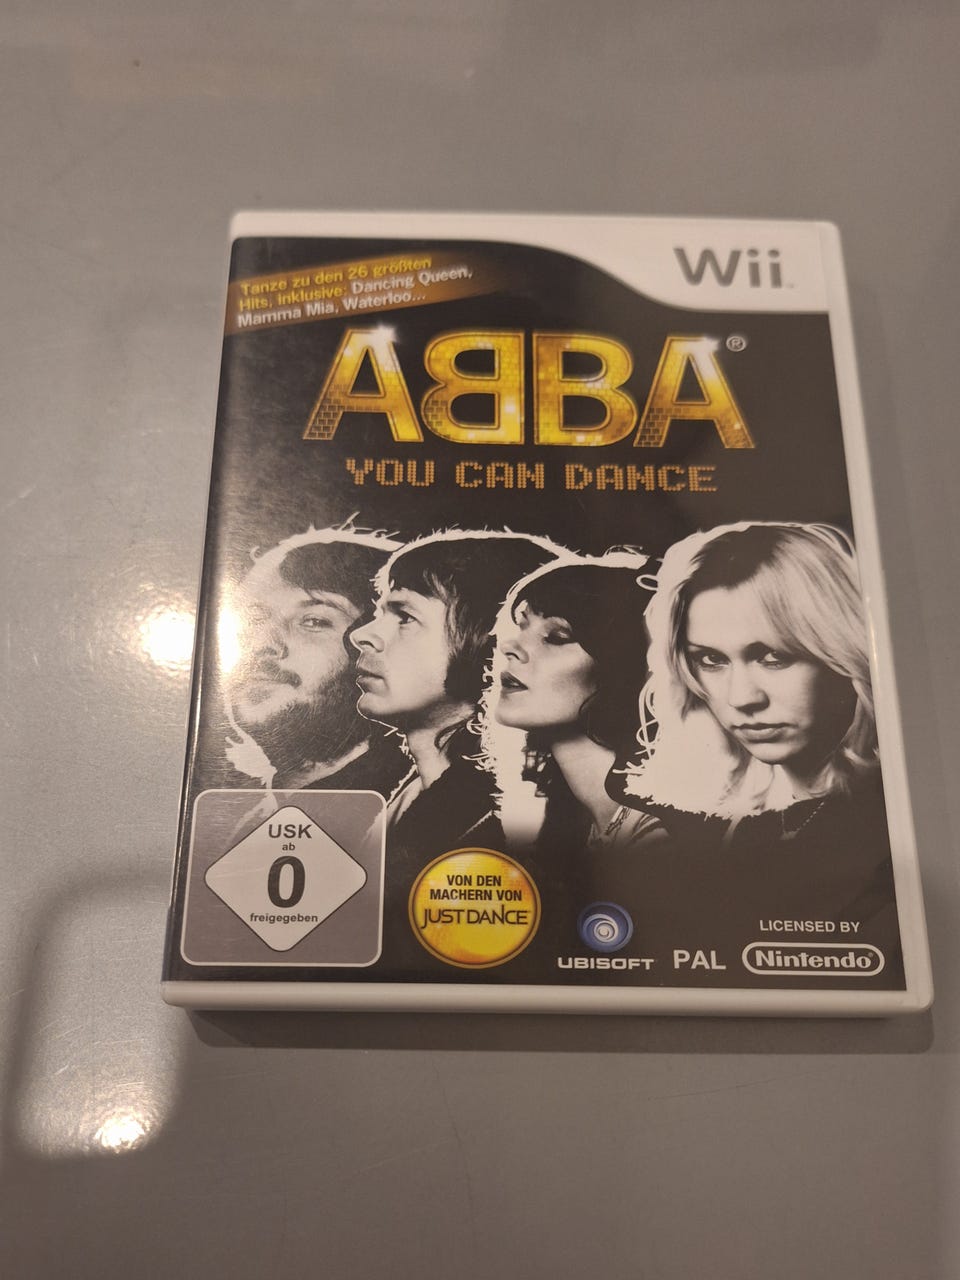 Tanze zu den 26 größten
Hits, inklusive: Dancing Queen,
Mamma Mia, Waterloo...
Wii
ABBA®
YOU CAN DANCE
USK
ab
0
freigegeben
VON DEN
MACHERN VON
JUST DANCE
UBISOFT
PAL
LICENSED BY
Nintendo®